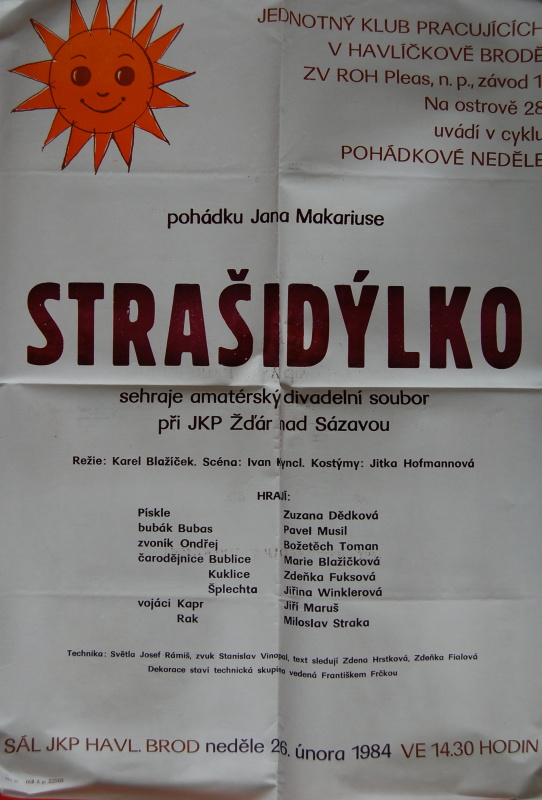 JEDNOTNÝ KLUB PRACUJÍCÍCH
V HAVLÍČKOVĚ BRODĚ
ZV ROH Pleas, n. p., závod 1
Na ostrově 28
uvádí v cyklu
POHÁDKOVÉ NEDĚLE
pohádku Jana Makariuse
STRAŠIDÝLKO
sehraje amatérský divadelní soubor
při JKP Žďár nad Sázavou
Režie: Karel Blažíček. Scéna: Ivan Kyncl. Kostýmy: Jitka Hofmannová
HRAJÍ:
Pískle Zuzana Dědková
bubák Bubas Pavel Musil
zvoník Ondřej Božetěch Toman
čarodějnice Bublice Marie Blažíčková
Kuklice Zdeňka Fuksová
Šplechta Jiřina Winklerová
vojáci Kapr Jiří Maruš
Rak Miloslav Straka
Technika: Světla Josef Rámiš, zvuk Stanislav Vinopal, text sledují Zdena Hrstková, Zdeňka Fialová
Dekorace staví technická skupina vedená Františkem Frčkou
SÁL JKP HAVL. BROD neděle 26. února 1984 VE 14.30 HODIN